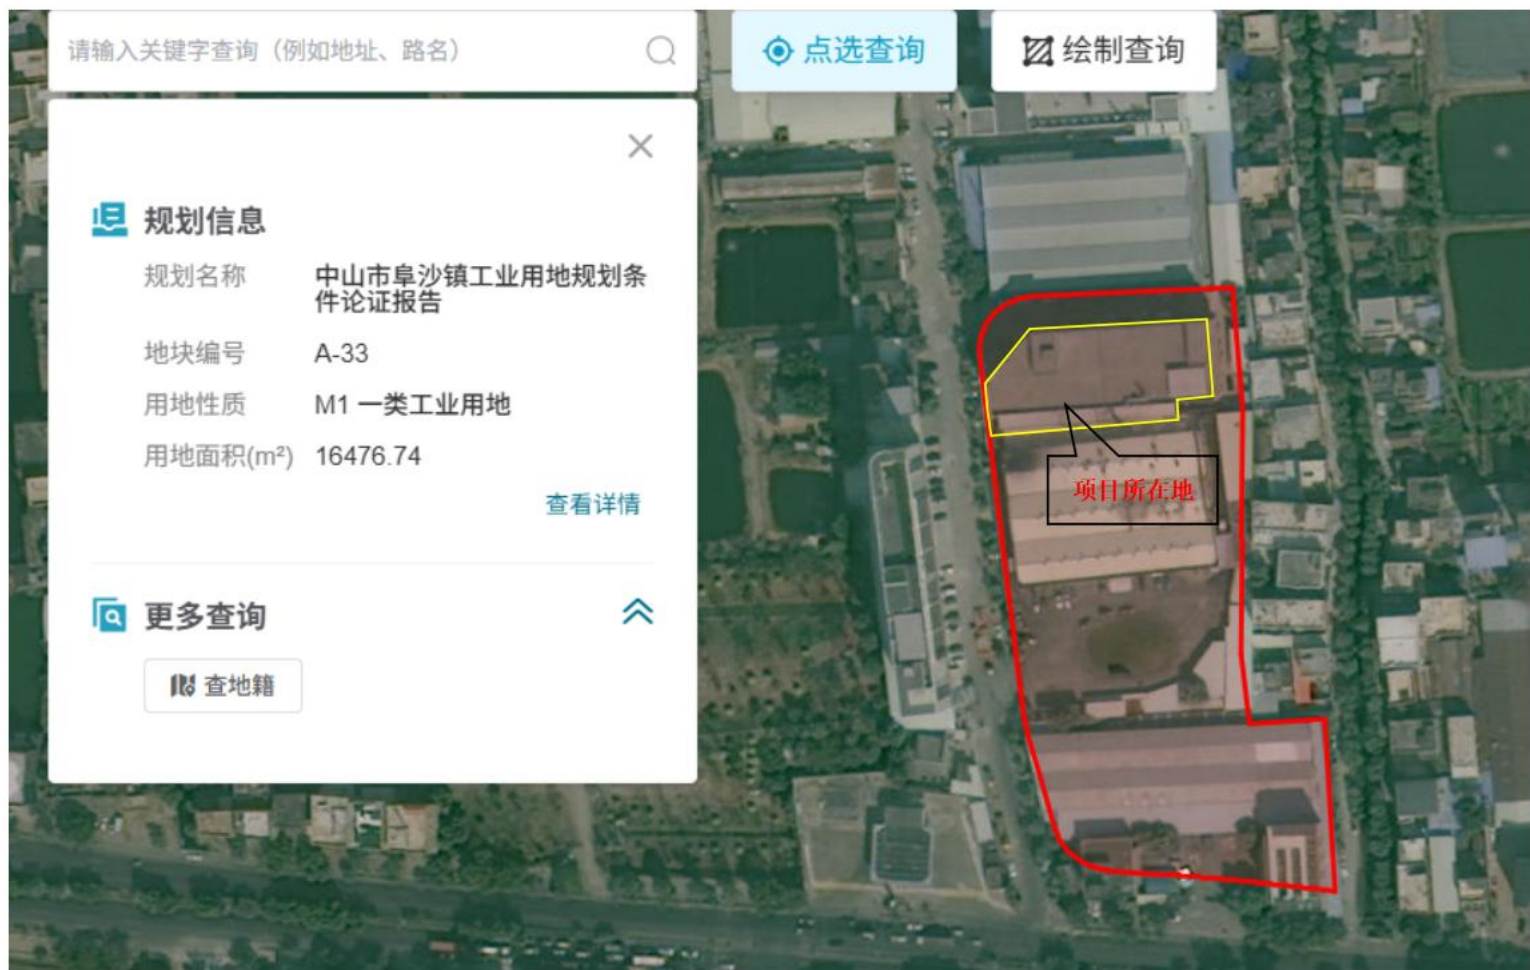 请输入关键字查询（例如地址、路名）
点选查询
绘制查询
规划信息
规划名称 中山市阜沙镇工业用地规划条
件论证报告
地块编号 A-33
用地性质 M1 一类工业用地
用地面积(m²) 16476.74
查看详情
项目所在地
更多查询
查地籍